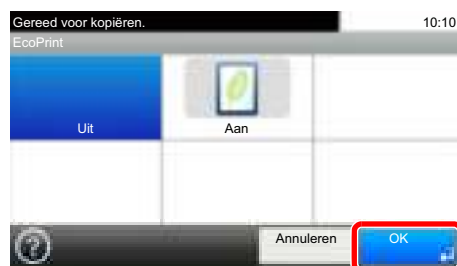 Gereed voor kopiëren. 10:10
EcoPrint
Uit Aan
Annuleren OK